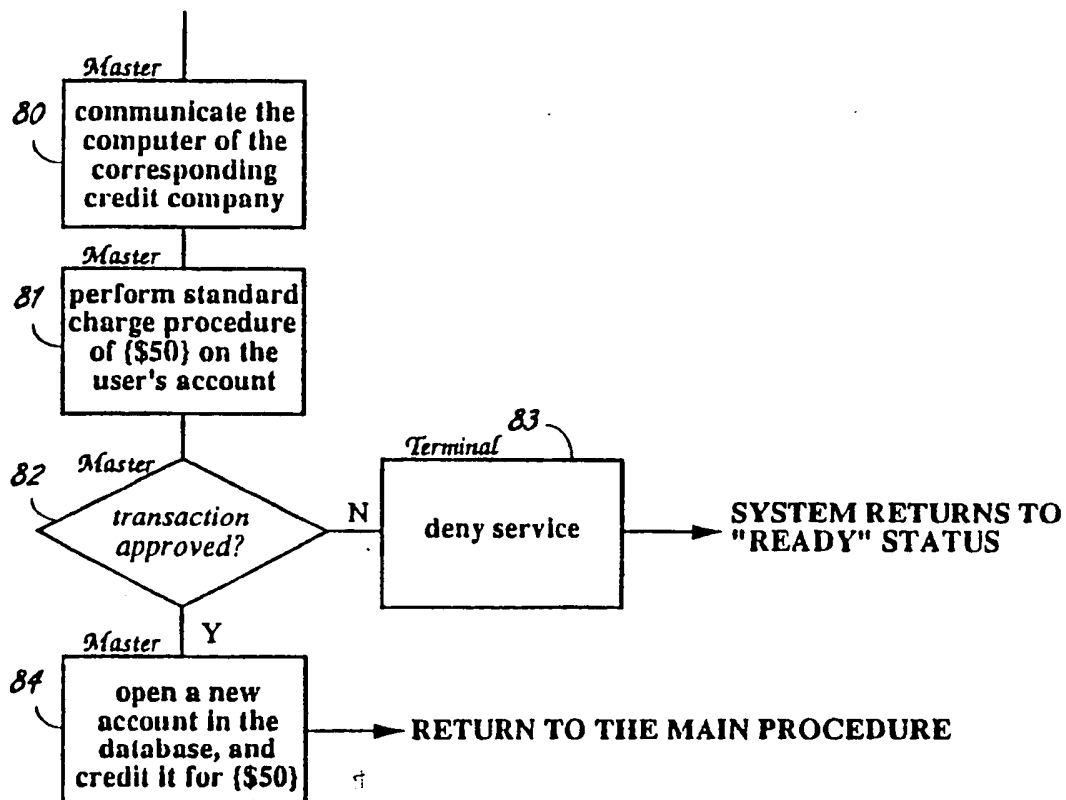 Master
80
communicate the
computer of the
corresponding
credit company
Master
81
perform standard
charge procedure
of {$50} on the
user's account
Master
82
transaction
approved?
N
Terminal
83
deny service
SYSTEM RETURNS TO
"READY" STATUS
Y
Master
84
open a new
account in the
database, and
credit it for {$50}
RETURN TO THE MAIN PROCEDURE